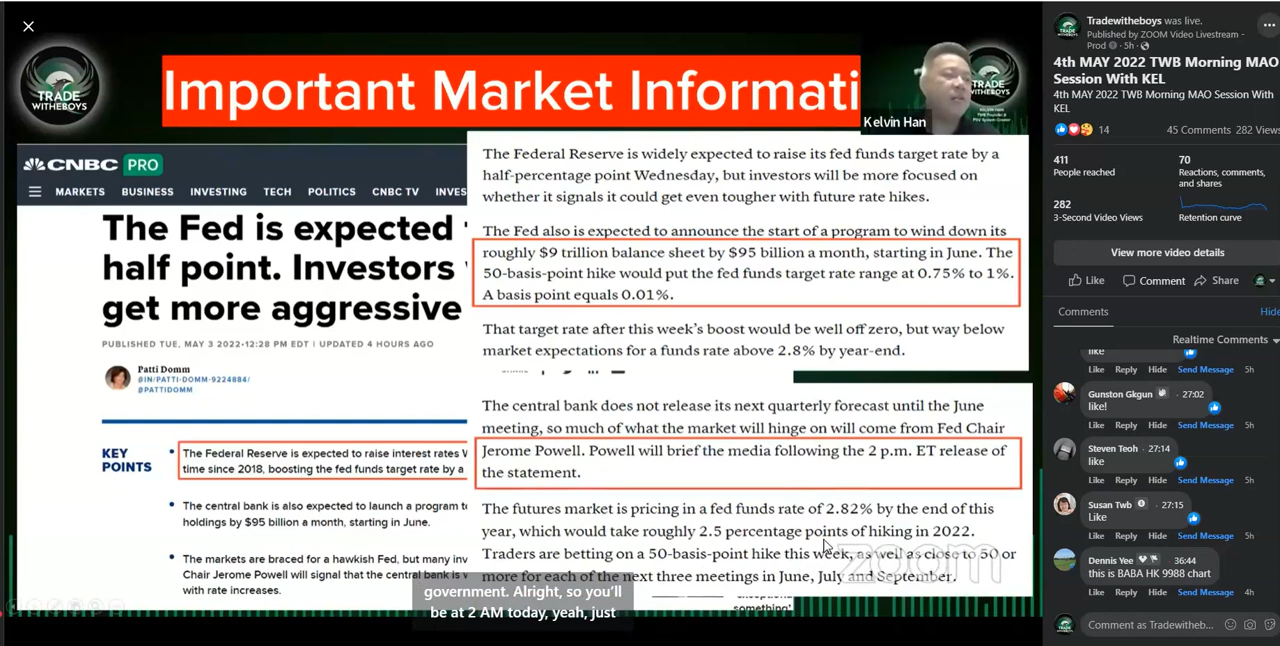 TRADE
WITHEBOYS
Important Market Informati
TRADE
WITHEBOYS
Kelvin Han
CNBC PRO
MARKETS BUSINESS INVESTING TECH POLITICS CNBC TV INVES
The Fed is expected
half point. Investors
get more aggressive
PUBLISHED TUE, MAY 3 2022•12:28 PM EDT | UPDATED 4 HOURS AGO
Patti Domm
@IN/PATTI-DOMM-9224884/
@PATTIDOMM
KEY
POINTS
The Federal Reserve is expected to raise interest rates
time since 2018, boosting the fed funds target rate by a
The central bank is also expected to launch a program
holdings by $95 billion a month, starting in June.
The markets are braced for a hawkish Fed, but many
Chair Jerome Powell will signal that the central bank is
with rate increases.
The Federal Reserve is widely expected to raise its fed funds target rate by a
half-percentage point Wednesday, but investors will be more focused on
whether it signals it could get even tougher with future rate hikes.
The Fed also is expected to announce the start of a program to wind down its
roughly $9 trillion balance sheet by $95 billion a month, starting in June. The
50-basis-point hike would put the fed funds target rate range at 0.75% to 1%.
A basis point equals 0.01%.
That target rate after this week's boost would be well off zero, but way below
market expectations for a funds rate above 2.8% by year-end.
The central bank does not release its next quarterly forecast until the June
meeting, so much of what the market will hinge on will come from Fed Chair
Jerome Powell. Powell will brief the media following the 2 p.m. ET release of
the statement.
The futures market is pricing in a fed funds rate of 2.82% by the end of this
year, which would take roughly 2.5 percentage points of hiking in 2022.
Traders are betting on a 50-basis-point hike this week, as well as close to 50 or
more for each of the next three meetings in June, July and September.
something'
zoom
government. Alright, so you'll
be at 2 AM today, yeah, just
Tradewitheboys was live.
Published by ZOOM Video Livestream -
Prod · 5h ·
4th MAY 2022 TWB Morning MAO
Session With KEL
4th MAY 2022 TWB Morning MAO Session With
KEL
14 45 Comments 282 Views
411
People reached
70
Reactions, comments,
and shares
282
3-Second Video Views
Retention curve
View more video details
Like Comment Share
Comments Hide
Realtime Comments
like
Like Reply Hide Send Message 5h
Gunston Gkgun · 27:02
like!
Like Reply Hide Send Message 5h
Steven Teoh · 27:14
like
Like Reply Hide Send Message 5h
Susan Twb · 27:15
Like
Like Reply Hide Send Message 5h
Dennis Yee 36:44
this is BABA HK 9988 chart
Like Reply Hide Send Message 4h
Comment as Tradewitheb...